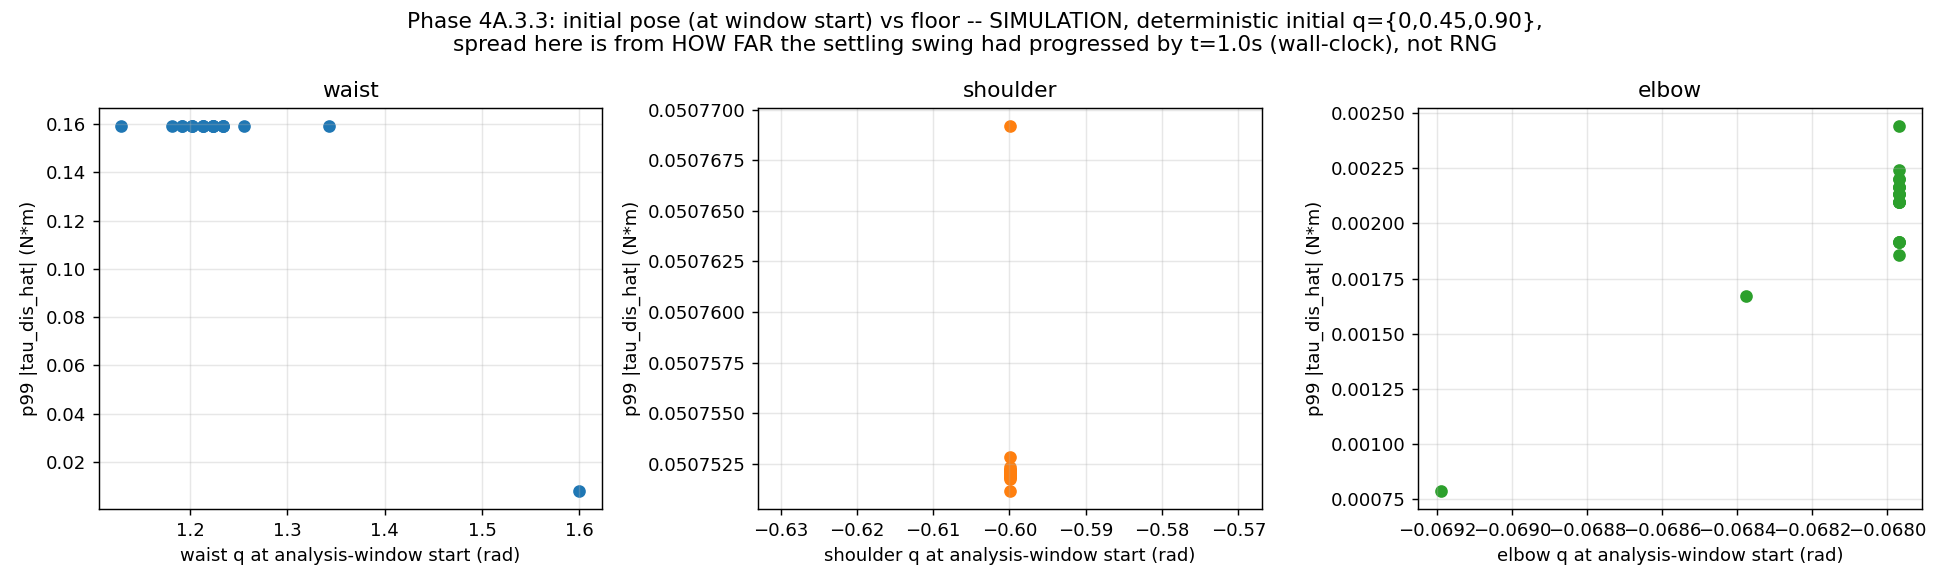 Phase 4A.3.3: initial pose (at window start) vs floor -- SIMULATION, deterministic initial q={0,0.45,0.90},
spread here is from HOW FAR the settling swing had progressed by t=1.0s (wall-clock), not RNG
waist
p99 |tau_dis_hat| (N*m)
0.16
0.14
0.12
0.10
0.08
0.06
0.04
0.02
1.2 1.3 1.4 1.5 1.6
waist q at analysis-window start (rad)
shoulder
p99 |tau_dis_hat| (N*m)
0.0507700
0.0507675
0.0507650
0.0507625
0.0507600
0.0507575
0.0507550
0.0507525
−0.63 −0.62 −0.61 −0.60 −0.59 −0.58 −0.57
shoulder q at analysis-window start (rad)
elbow
p99 |tau_dis_hat| (N*m)
0.00250
0.00225
0.00200
0.00175
0.00150
0.00125
0.00100
0.00075
−0.0692 −0.0690 −0.0688 −0.0686 −0.0684 −0.0682 −0.0680
elbow q at analysis-window start (rad)